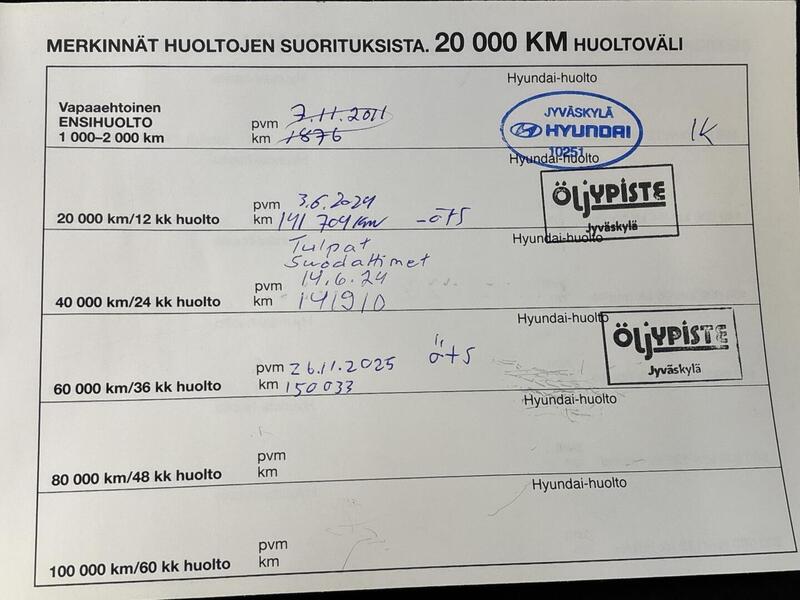 MERKINNÄT HUOLTOJEN SUORITUKSISTA. 20 000 KM HUOLTOVÄLI
Hyundai-huolto
Vapaaehtoinen
ENSIHUOLTO
1 000–2 000 km
pvm 7.11.2011
km 1876
JYVÄSKYLÄ
HYUNDAI
10251
1K
Hyundai-huolto
20 000 km/12 kk huolto
pvm 3.6.2024
km 141 704km -ö+s
ÖLJYPISTE
Jyväskylä
Hyundai-huolto
Tulpat
Suodattimet
40 000 km/24 kk huolto
pvm 14.6.24
km 141910
Hyundai-huolto
60 000 km/36 kk huolto
pvm 26.11.2025 ö+s
km 150033
ÖLJYPISTE
Jyväskylä
Hyundai-huolto
80 000 km/48 kk huolto
pvm
km
Hyundai-huolto
100 000 km/60 kk huolto
pvm
km